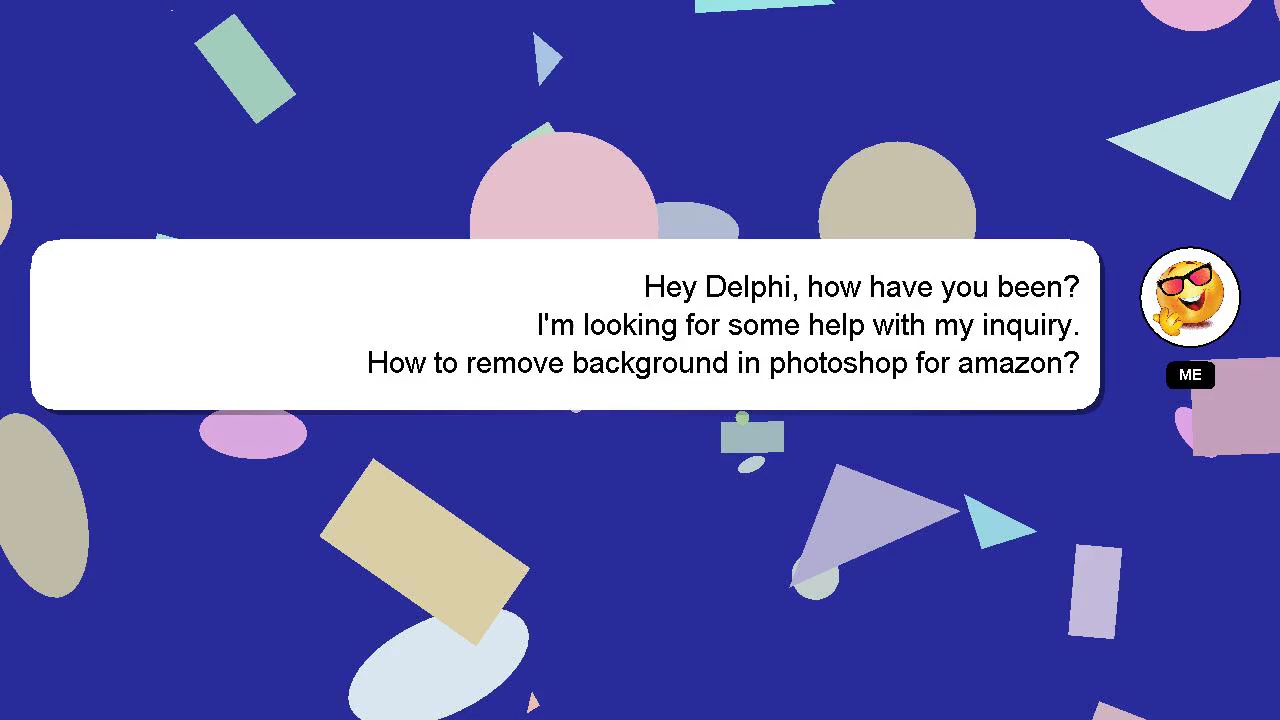 Hey Delphi, how have you been?
I'm looking for some help with my inquiry.
How to remove background in photoshop for amazon?
ME